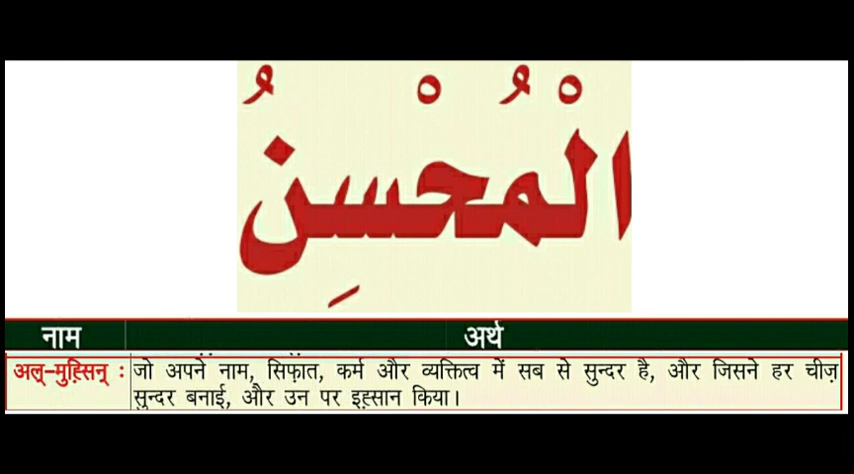 الْمُحْسِنُ
नाम अर्थ
अल्-मुह़्सिन् : जो अपने नाम, सिफ़ात, कर्म और व्यक्तित्व में सब से सुन्दर है, और जिसने हर चीज़
सुन्दर बनाई, और उन पर इह़्सान किया।